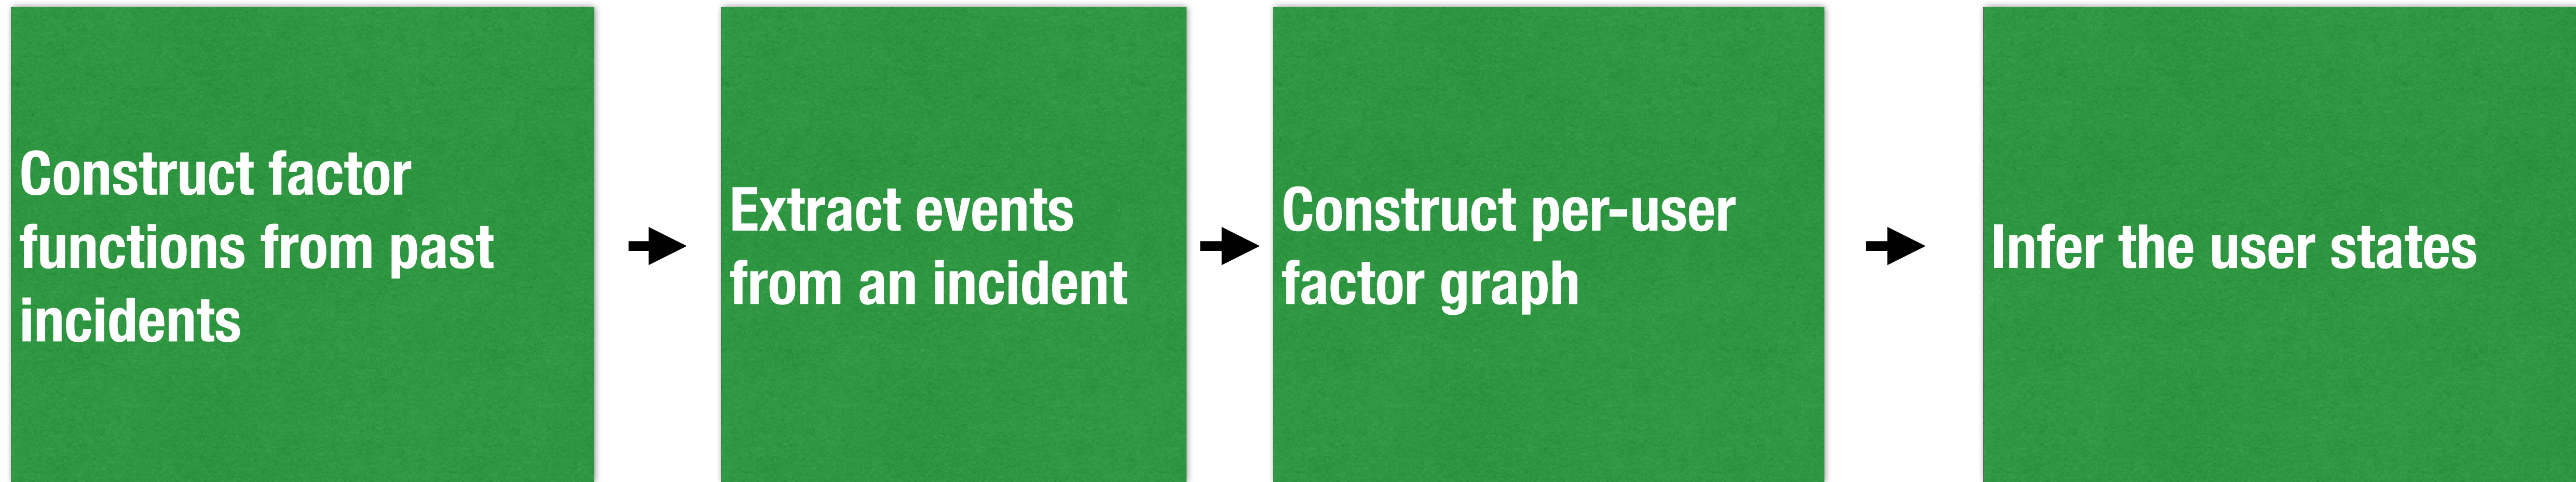 Construct factor
functions from past
incidents
Extract events
from an incident
Construct per-user
factor graph
Infer the user states